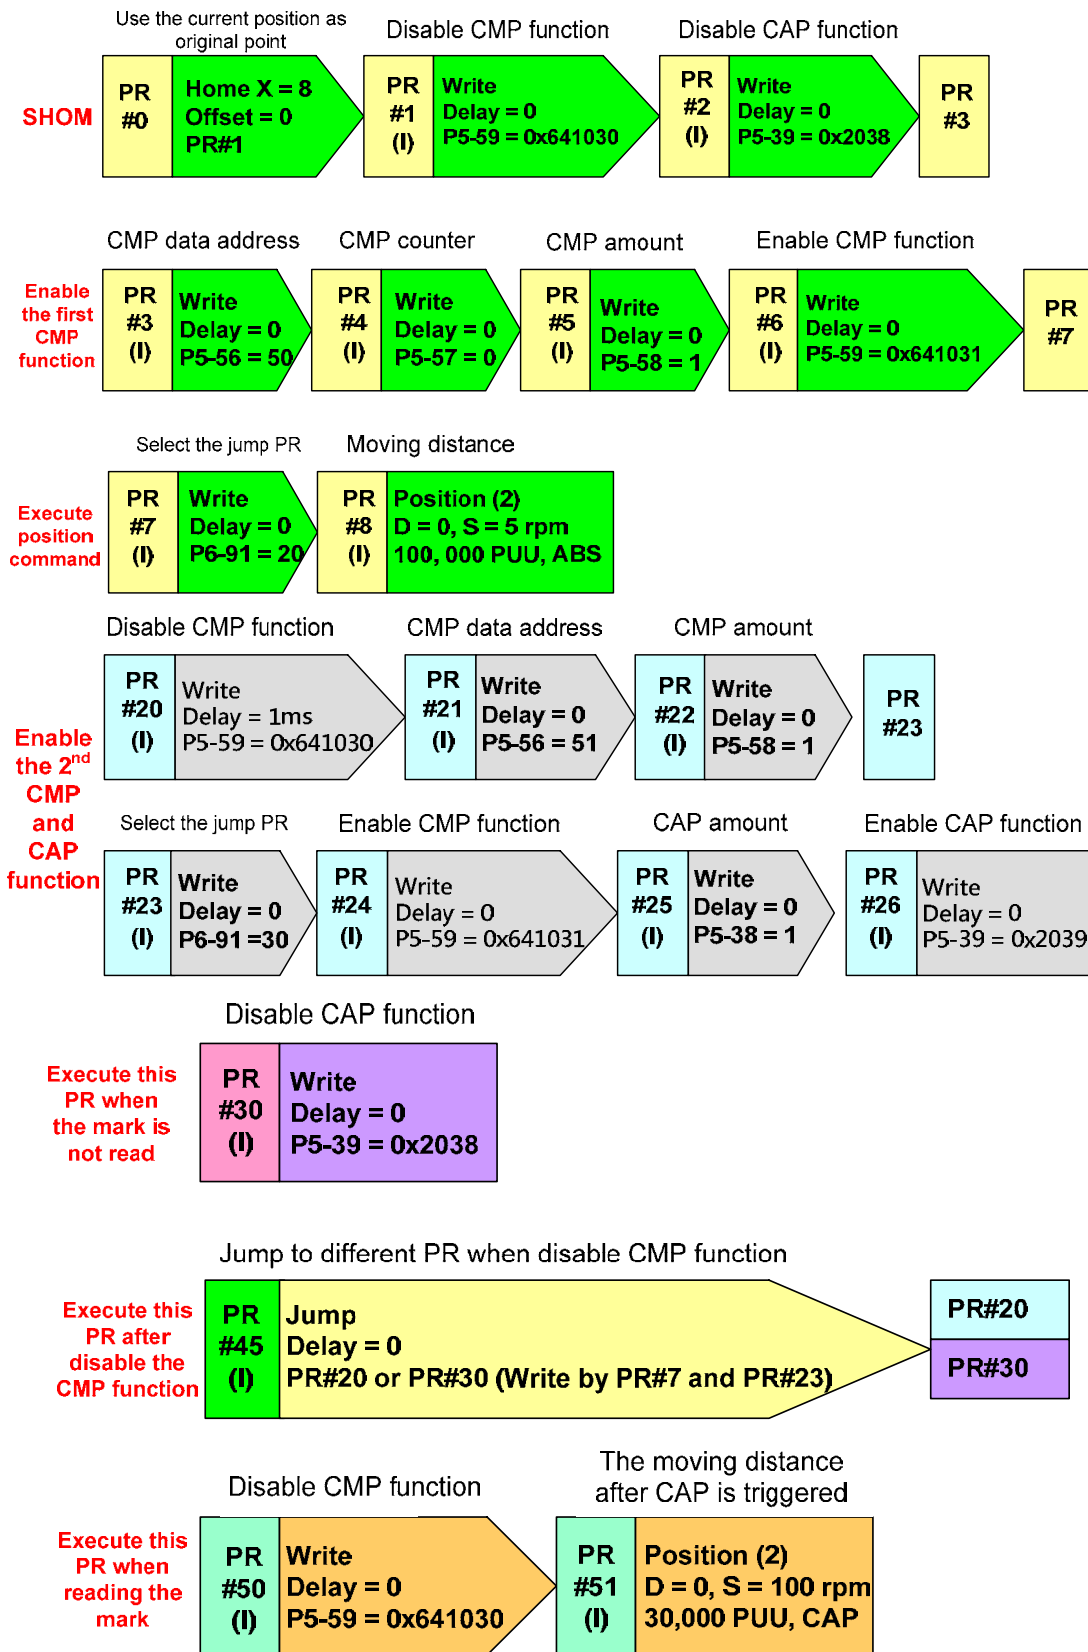 Use the current position as
original point
Disable CMP function
Disable CAP function
SHOM
PR
#0
Home X = 8
Offset = 0
PR#1
PR
#1
(I)
Write
Delay = 0
P5-59 = 0x641030
PR
#2
(I)
Write
Delay = 0
P5-39 = 0x2038
PR
#3
CMP data address
CMP counter
CMP amount
Enable CMP function
Enable
the first
CMP
function
PR
#3
(I)
Write
Delay = 0
P5-56 = 50
PR
#4
(I)
Write
Delay = 0
P5-57 = 0
PR
#5
(I)
Write
Delay = 0
P5-58 = 1
PR
#6
(I)
Write
Delay = 0
P5-59 = 0x641031
PR
#7
Select the jump PR
Moving distance
Execute
position
command
PR
#7
(I)
Write
Delay = 0
P6-91 = 20
PR
#8
(I)
Position (2)
D = 0, S = 5 rpm
100, 000 PUU, ABS
Disable CMP function
CMP data address
CMP amount
Enable
the 2nd
CMP
and
CAP
function
PR
#20
(I)
Write
Delay = 1ms
P5-59 = 0x641030
PR
#21
(I)
Write
Delay = 0
P5-56 = 51
PR
#22
(I)
Write
Delay = 0
P5-58 = 1
PR
#23
Select the jump PR
Enable CMP function
CAP amount
Enable CAP function
PR
#23
(I)
Write
Delay = 0
P6-91 =30
PR
#24
(I)
Write
Delay = 0
P5-59 = 0x641031
PR
#25
(I)
Write
Delay = 0
P5-38 = 1
PR
#26
(I)
Write
Delay = 0
P5-39 = 0x2039
Disable CAP function
Execute this
PR when
the mark is
not read
PR
#30
(I)
Write
Delay = 0
P5-39 = 0x2038
Jump to different PR when disable CMP function
Execute this
PR after
disable the
CMP function
PR
#45
(I)
Jump
Delay = 0
PR#20 or PR#30 (Write by PR#7 and PR#23)
PR#20
PR#30
Disable CMP function
The moving distance
after CAP is triggered
Execute this
PR when
reading the
mark
PR
#50
(I)
Write
Delay = 0
P5-59 = 0x641030
PR
#51
(I)
Position (2)
D = 0, S = 100 rpm
30,000 PUU, CAP